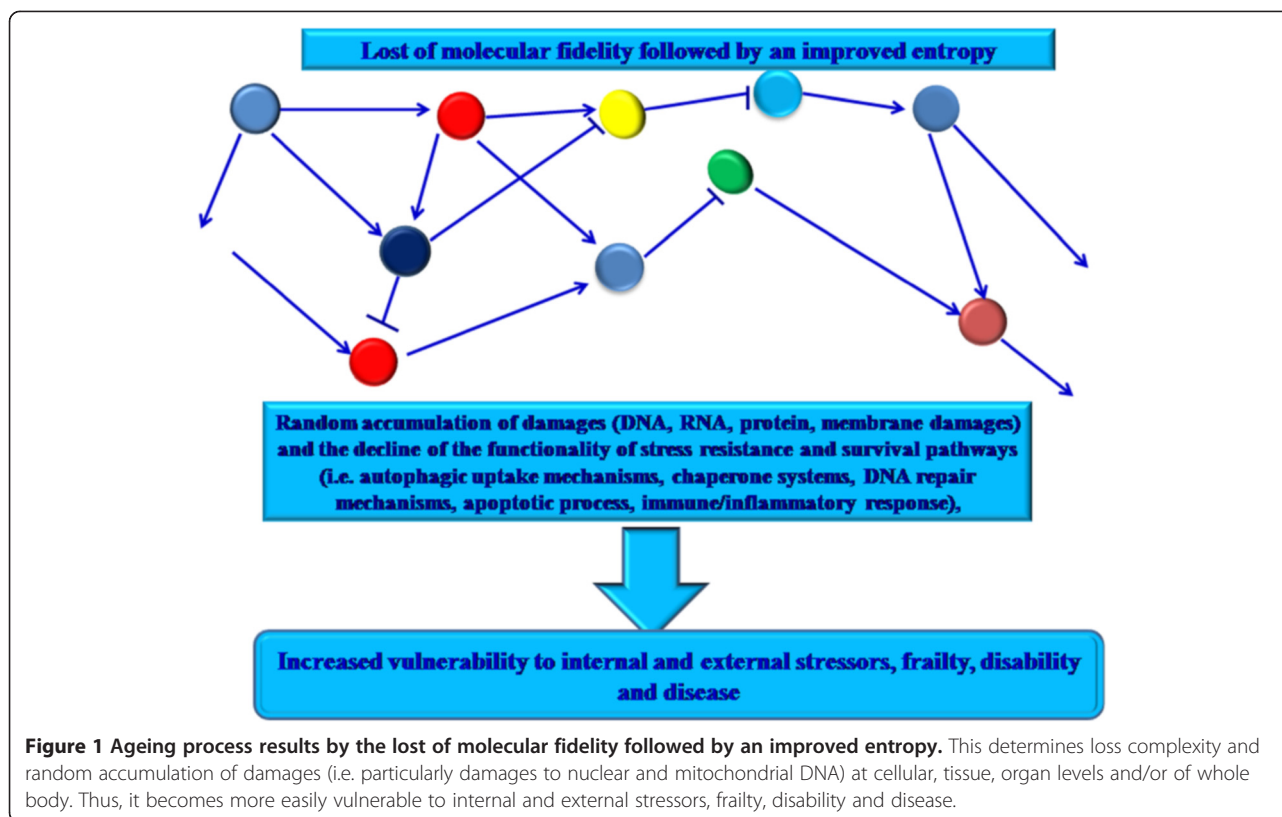 Lost of molecular fidelity followed by an improved entropy
Random accumulation of damages (DNA, RNA, protein, membrane damages)
and the decline of the functionality of stress resistance and survival pathways
(i.e. autophagic uptake mechanisms, chaperone systems, DNA repair
mechanisms, apoptotic process, immune/inflammatory response),
Increased vulnerability to internal and external stressors, frailty, disability
and disease
Figure 1 Ageing process results by the lost of molecular fidelity followed by an improved entropy. This determines loss complexity and
random accumulation of damages (i.e. particularly damages to nuclear and mitochondrial DNA) at cellular, tissue, organ levels and/or of whole
body. Thus, it becomes more easily vulnerable to internal and external stressors, frailty, disability and disease.